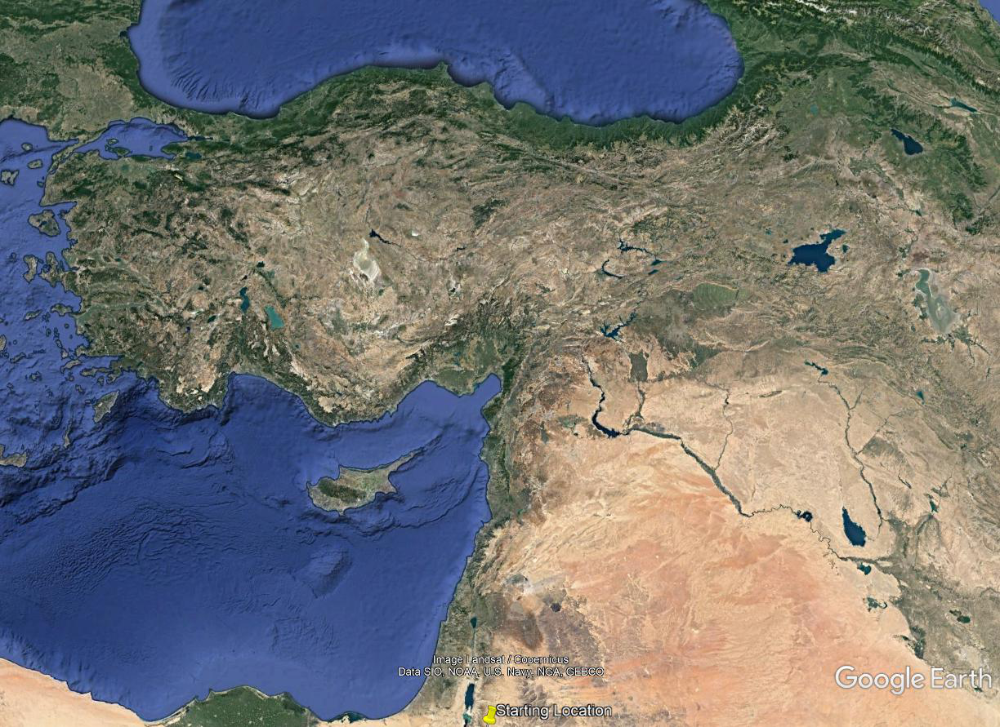 Image Landsat / Copernicus
Data SIO, NOAA, U.S. Navy, NGA, GEBCO
Google Earth
Starting Location